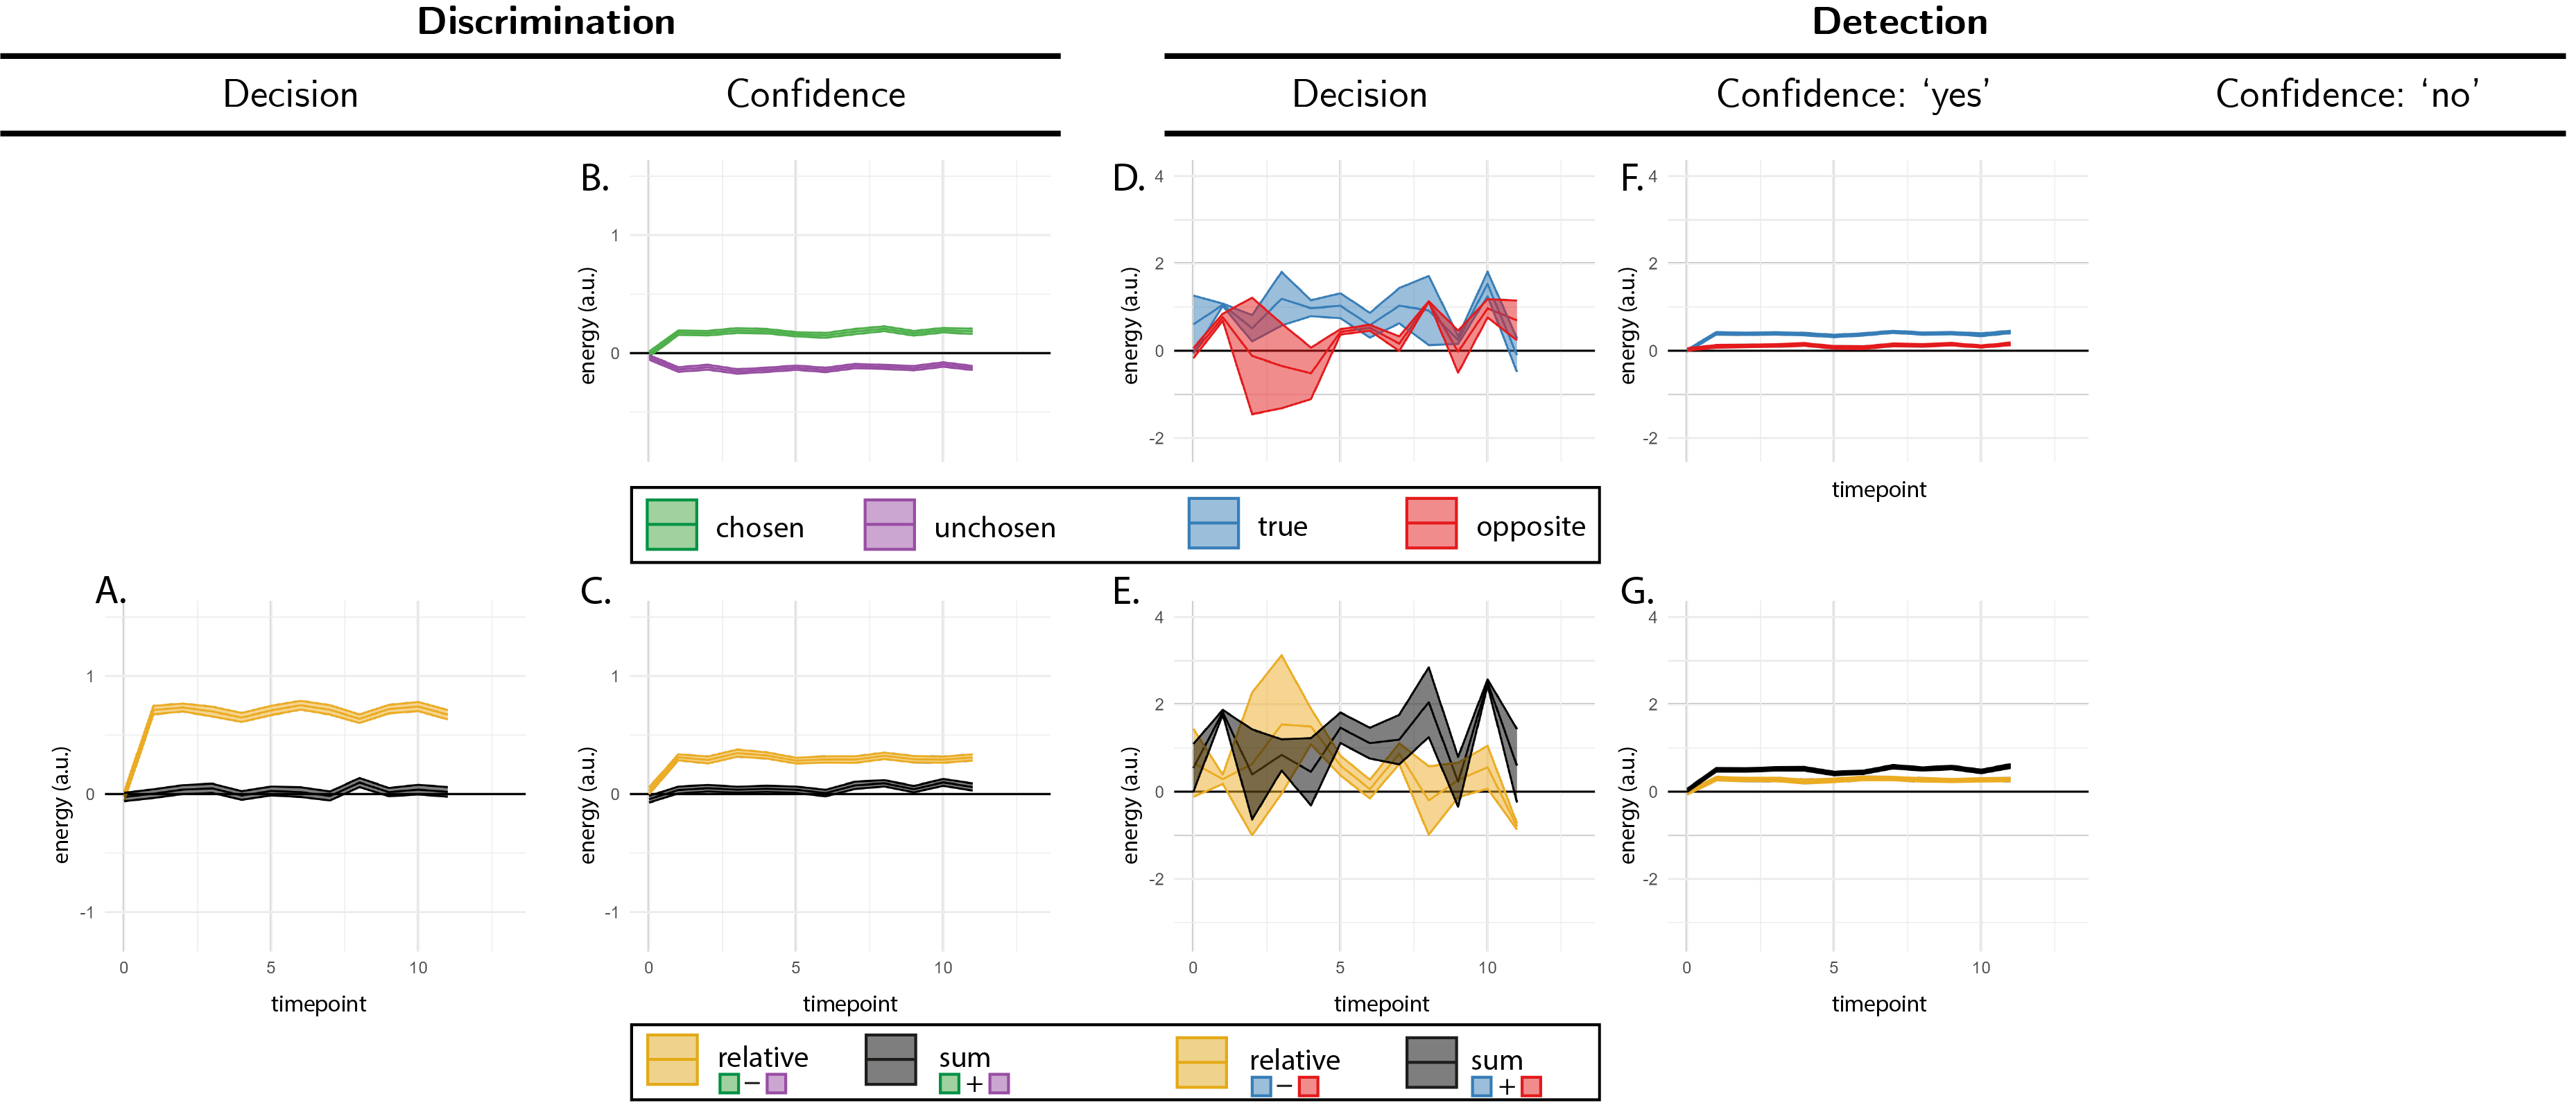 Discrimination
Detection
Decision
Confidence
Decision
Confidence: ‘yes’
Confidence: ‘no’
B.
1
0
energy (a.u.)
D.
4
2
0
-2
energy (a.u.)
F.
4
2
0
-2
energy (a.u.)
timepoint
chosen
unchosen
true
opposite
A.
1
0
-1
energy (a.u.)
0
5
10
timepoint
C.
1
0
-1
energy (a.u.)
0
5
10
timepoint
E.
4
2
0
-2
energy (a.u.)
0
5
10
timepoint
G.
4
2
0
-2
energy (a.u.)
0
5
10
timepoint
relative
−
sum
+
relative
−
sum
+